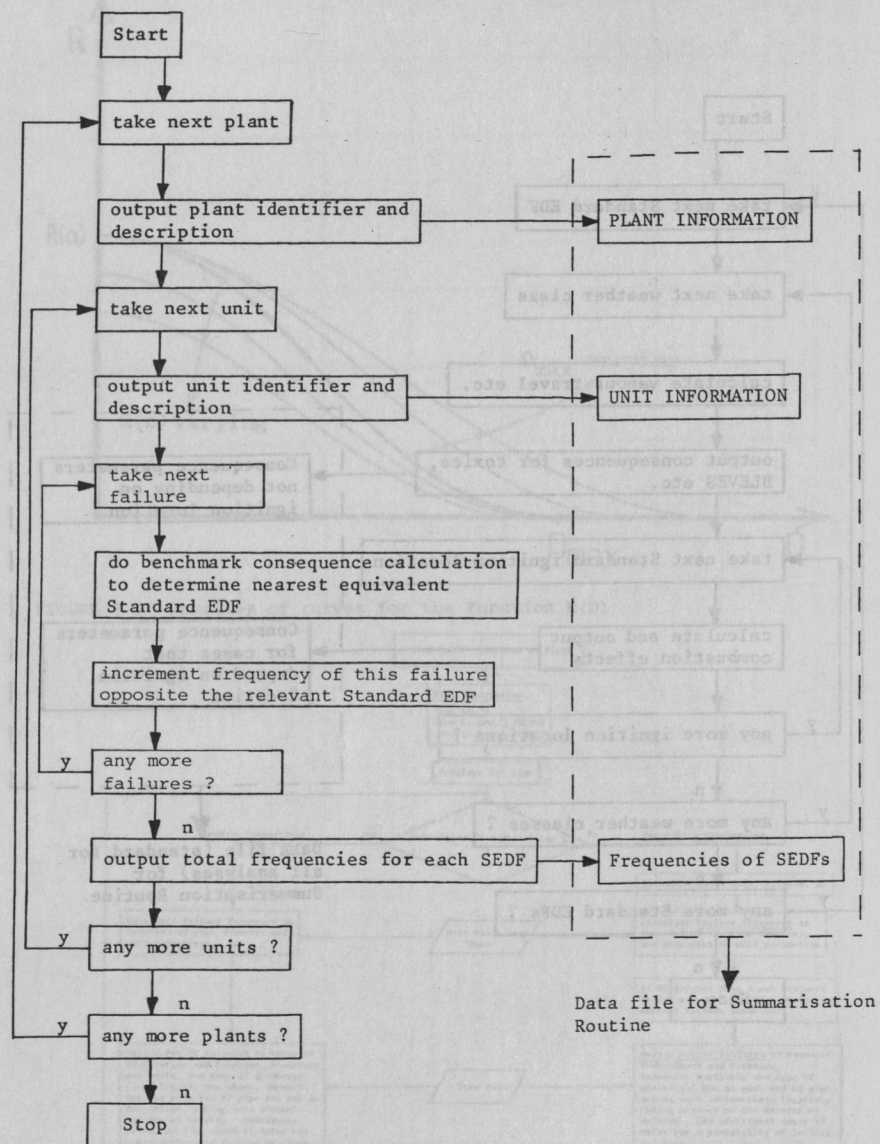 Start
take next plant
output plant identifier and
description
PLANT INFORMATION
take next unit
output unit identifier and
description
UNIT INFORMATION
take next
failure
do benchmark consequence calculation
to determine nearest equivalent
Standard EDF
increment frequency of this failure
opposite the relevant Standard EDF
y
any more
failures ?
n
output total frequencies for each SEDF
Frequencies of SEDFs
y
any more units ?
n
Data file for Summarisation
Routine
y
any more plants ?
n
Stop